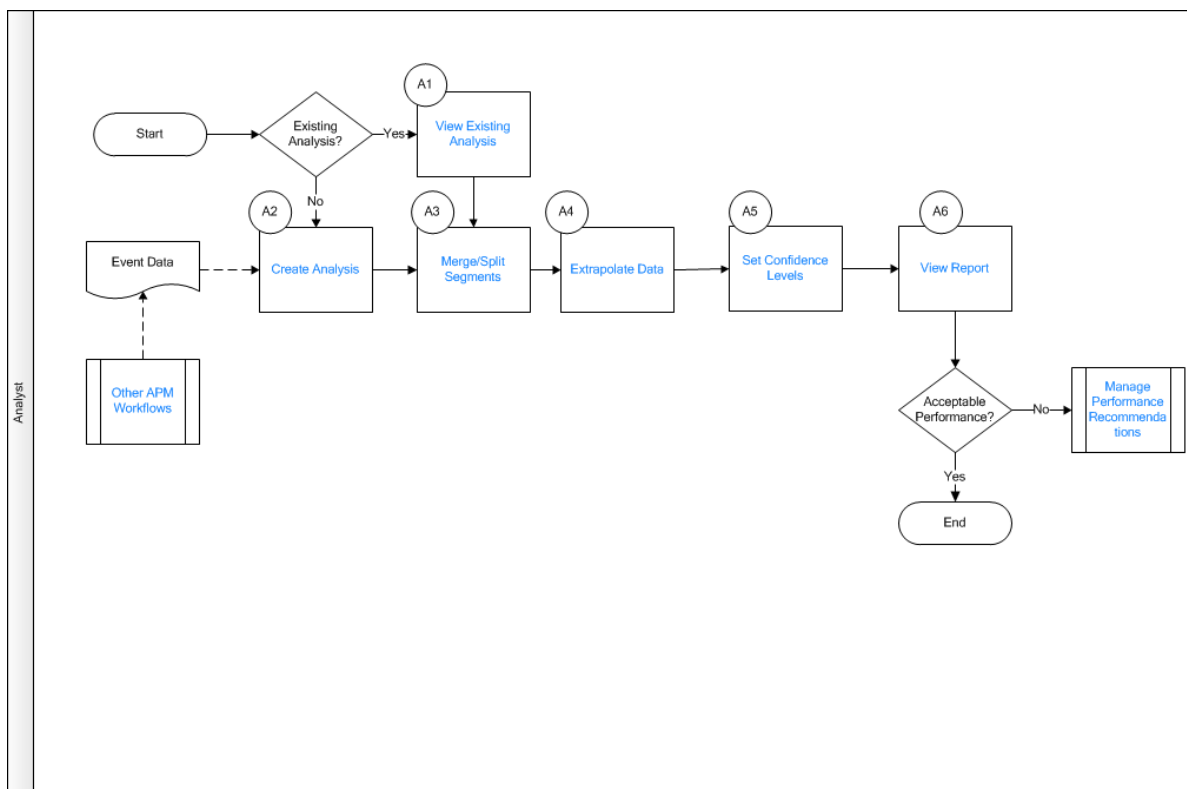 A1
Start
Existing
Analysis?
Yes
View Existing
Analysis
No
A2
A3
A4
A5
A6
Event Data
Create Analysis
Merge/Split
Segments
Extrapolate Data
Set Confidence
Levels
View Report
Other APM
Workflows
Analyst
Acceptable
Performance?
No
Manage
Performance
Recommenda
tions
Yes
End